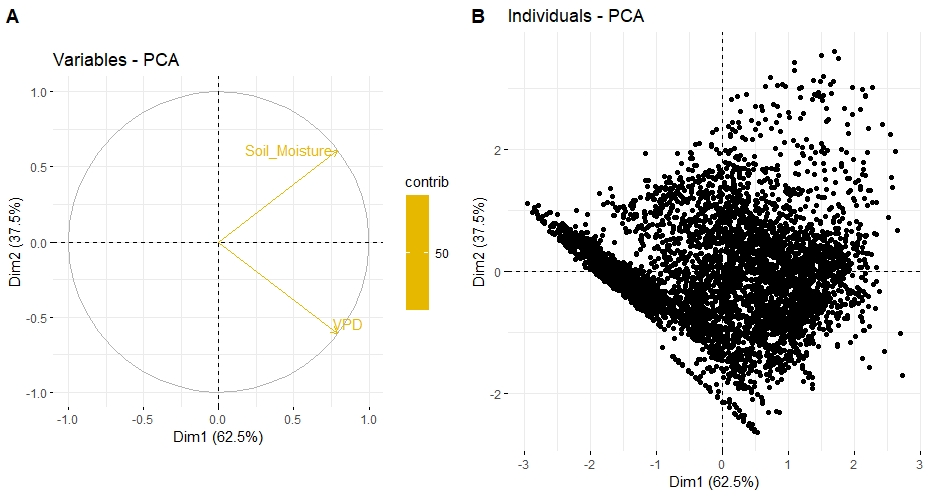 A
Variables - PCA
1.0
0.5
0.0
-0.5
-1.0
Dim2 (37.5%)
Soil_Moisture
VPD
-1.0 -0.5 0.0 0.5 1.0
Dim1 (62.5%)
contrib
50
B
Individuals - PCA
2
0
-2
Dim2 (37.5%)
-3 -2 -1 0 1 2 3
Dim1 (62.5%)